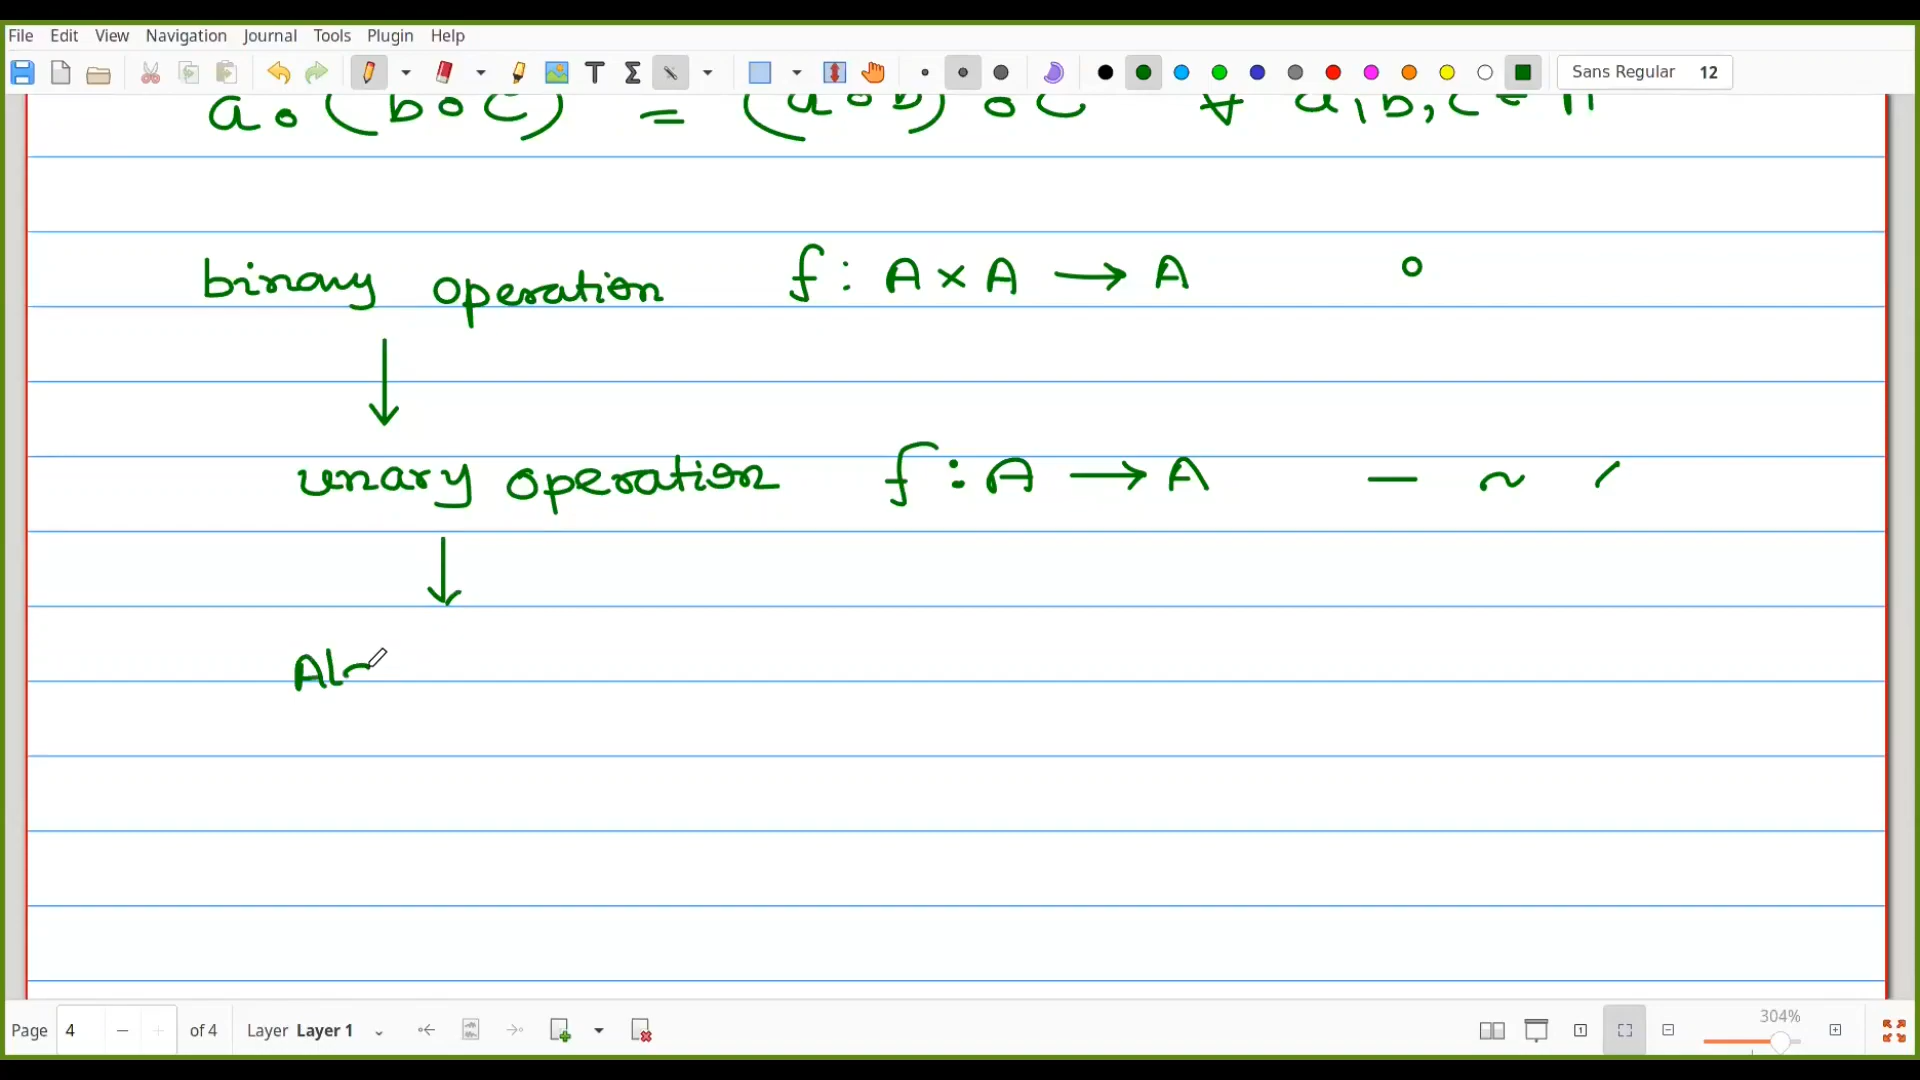 File Edit View Navigation Journal Tools Plugin Help
Sans Regular 12
a∘(b∘c) = (a∘b)∘c ∀ a,b,c ∈ A
binary operation f: A×A → A ∘
↓
unary operation f: A → A — ~ ′
↓
Al
Page 4 of 4 Layer Layer 1 304%